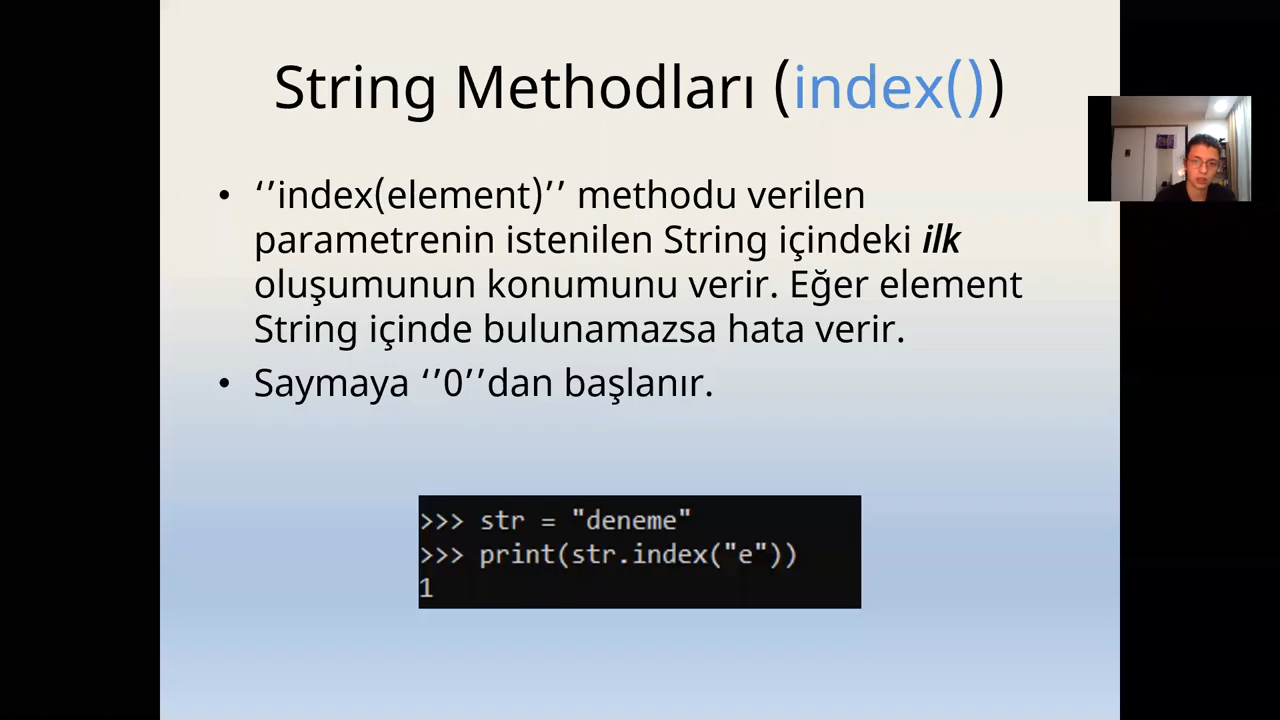 String Methodları (index())
• ‘’index(element)’’ methodu verilen
parametrenin istenilen String içindeki ilk
oluşumunun konumunu verir. Eğer element
String içinde bulunamazsa hata verir.
• Saymaya ‘’0’’dan başlanır.
>>> str = "deneme"
>>> print(str.index("e"))
1